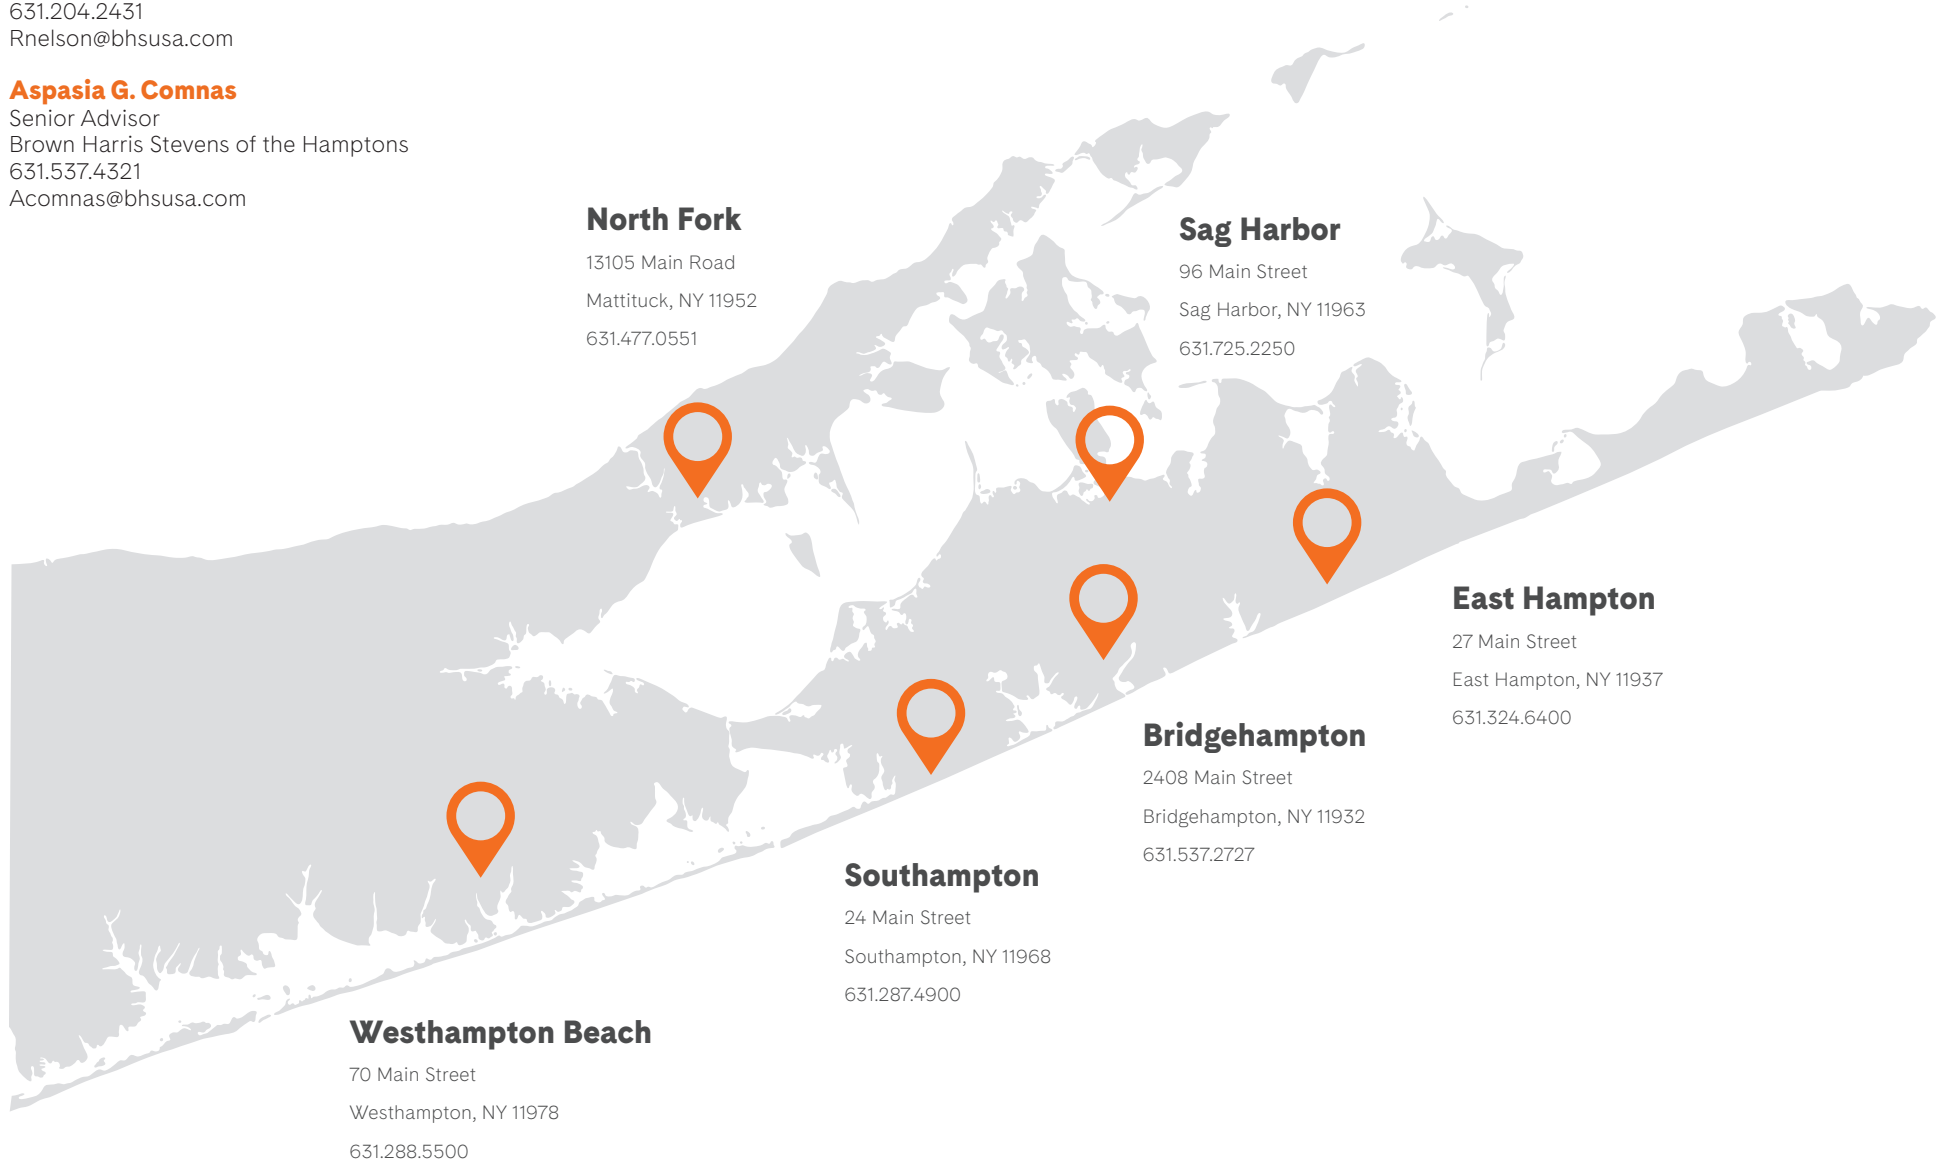 631.204.2431
Rnelson@bhsusa.com
Aspasia G. Comnas
Senior Advisor
Brown Harris Stevens of the Hamptons
631.537.4321
Acomnas@bhsusa.com
North Fork
13105 Main Road
Mattituck, NY 11952
631.477.0551
Sag Harbor
96 Main Street
Sag Harbor, NY 11963
631.725.2250
East Hampton
27 Main Street
East Hampton, NY 11937
631.324.6400
Bridgehampton
2408 Main Street
Bridgehampton, NY 11932
631.537.2727
Southampton
24 Main Street
Southampton, NY 11968
631.287.4900
Westhampton Beach
70 Main Street
Westhampton, NY 11978
631.288.5500